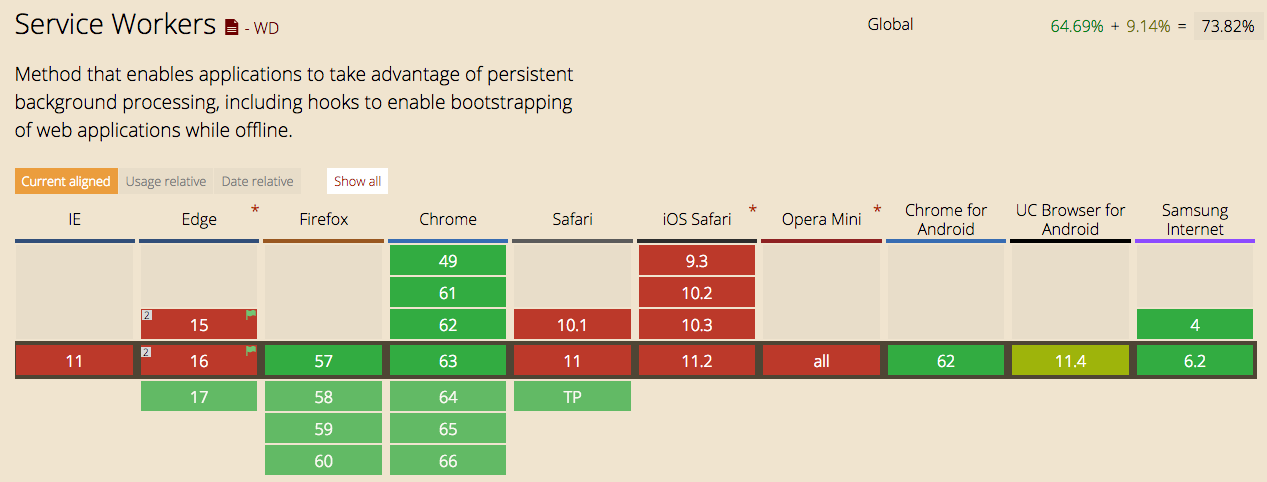 Service Workers - WD
Global
64.69% + 9.14% = 73.82%
Method that enables applications to take advantage of persistent
background processing, including hooks to enable bootstrapping
of web applications while offline.
Current aligned Usage relative Date relative Show all
IE Edge * Firefox Chrome Safari iOS Safari * Opera Mini * Chrome for Android UC Browser for Android Samsung Internet
49 9.3
61 10.2
2 15 62 10.1 10.3 4
11 2 16 57 63 11 11.2 all 62 11.4 6.2
17 58 64 TP
59 65
60 66